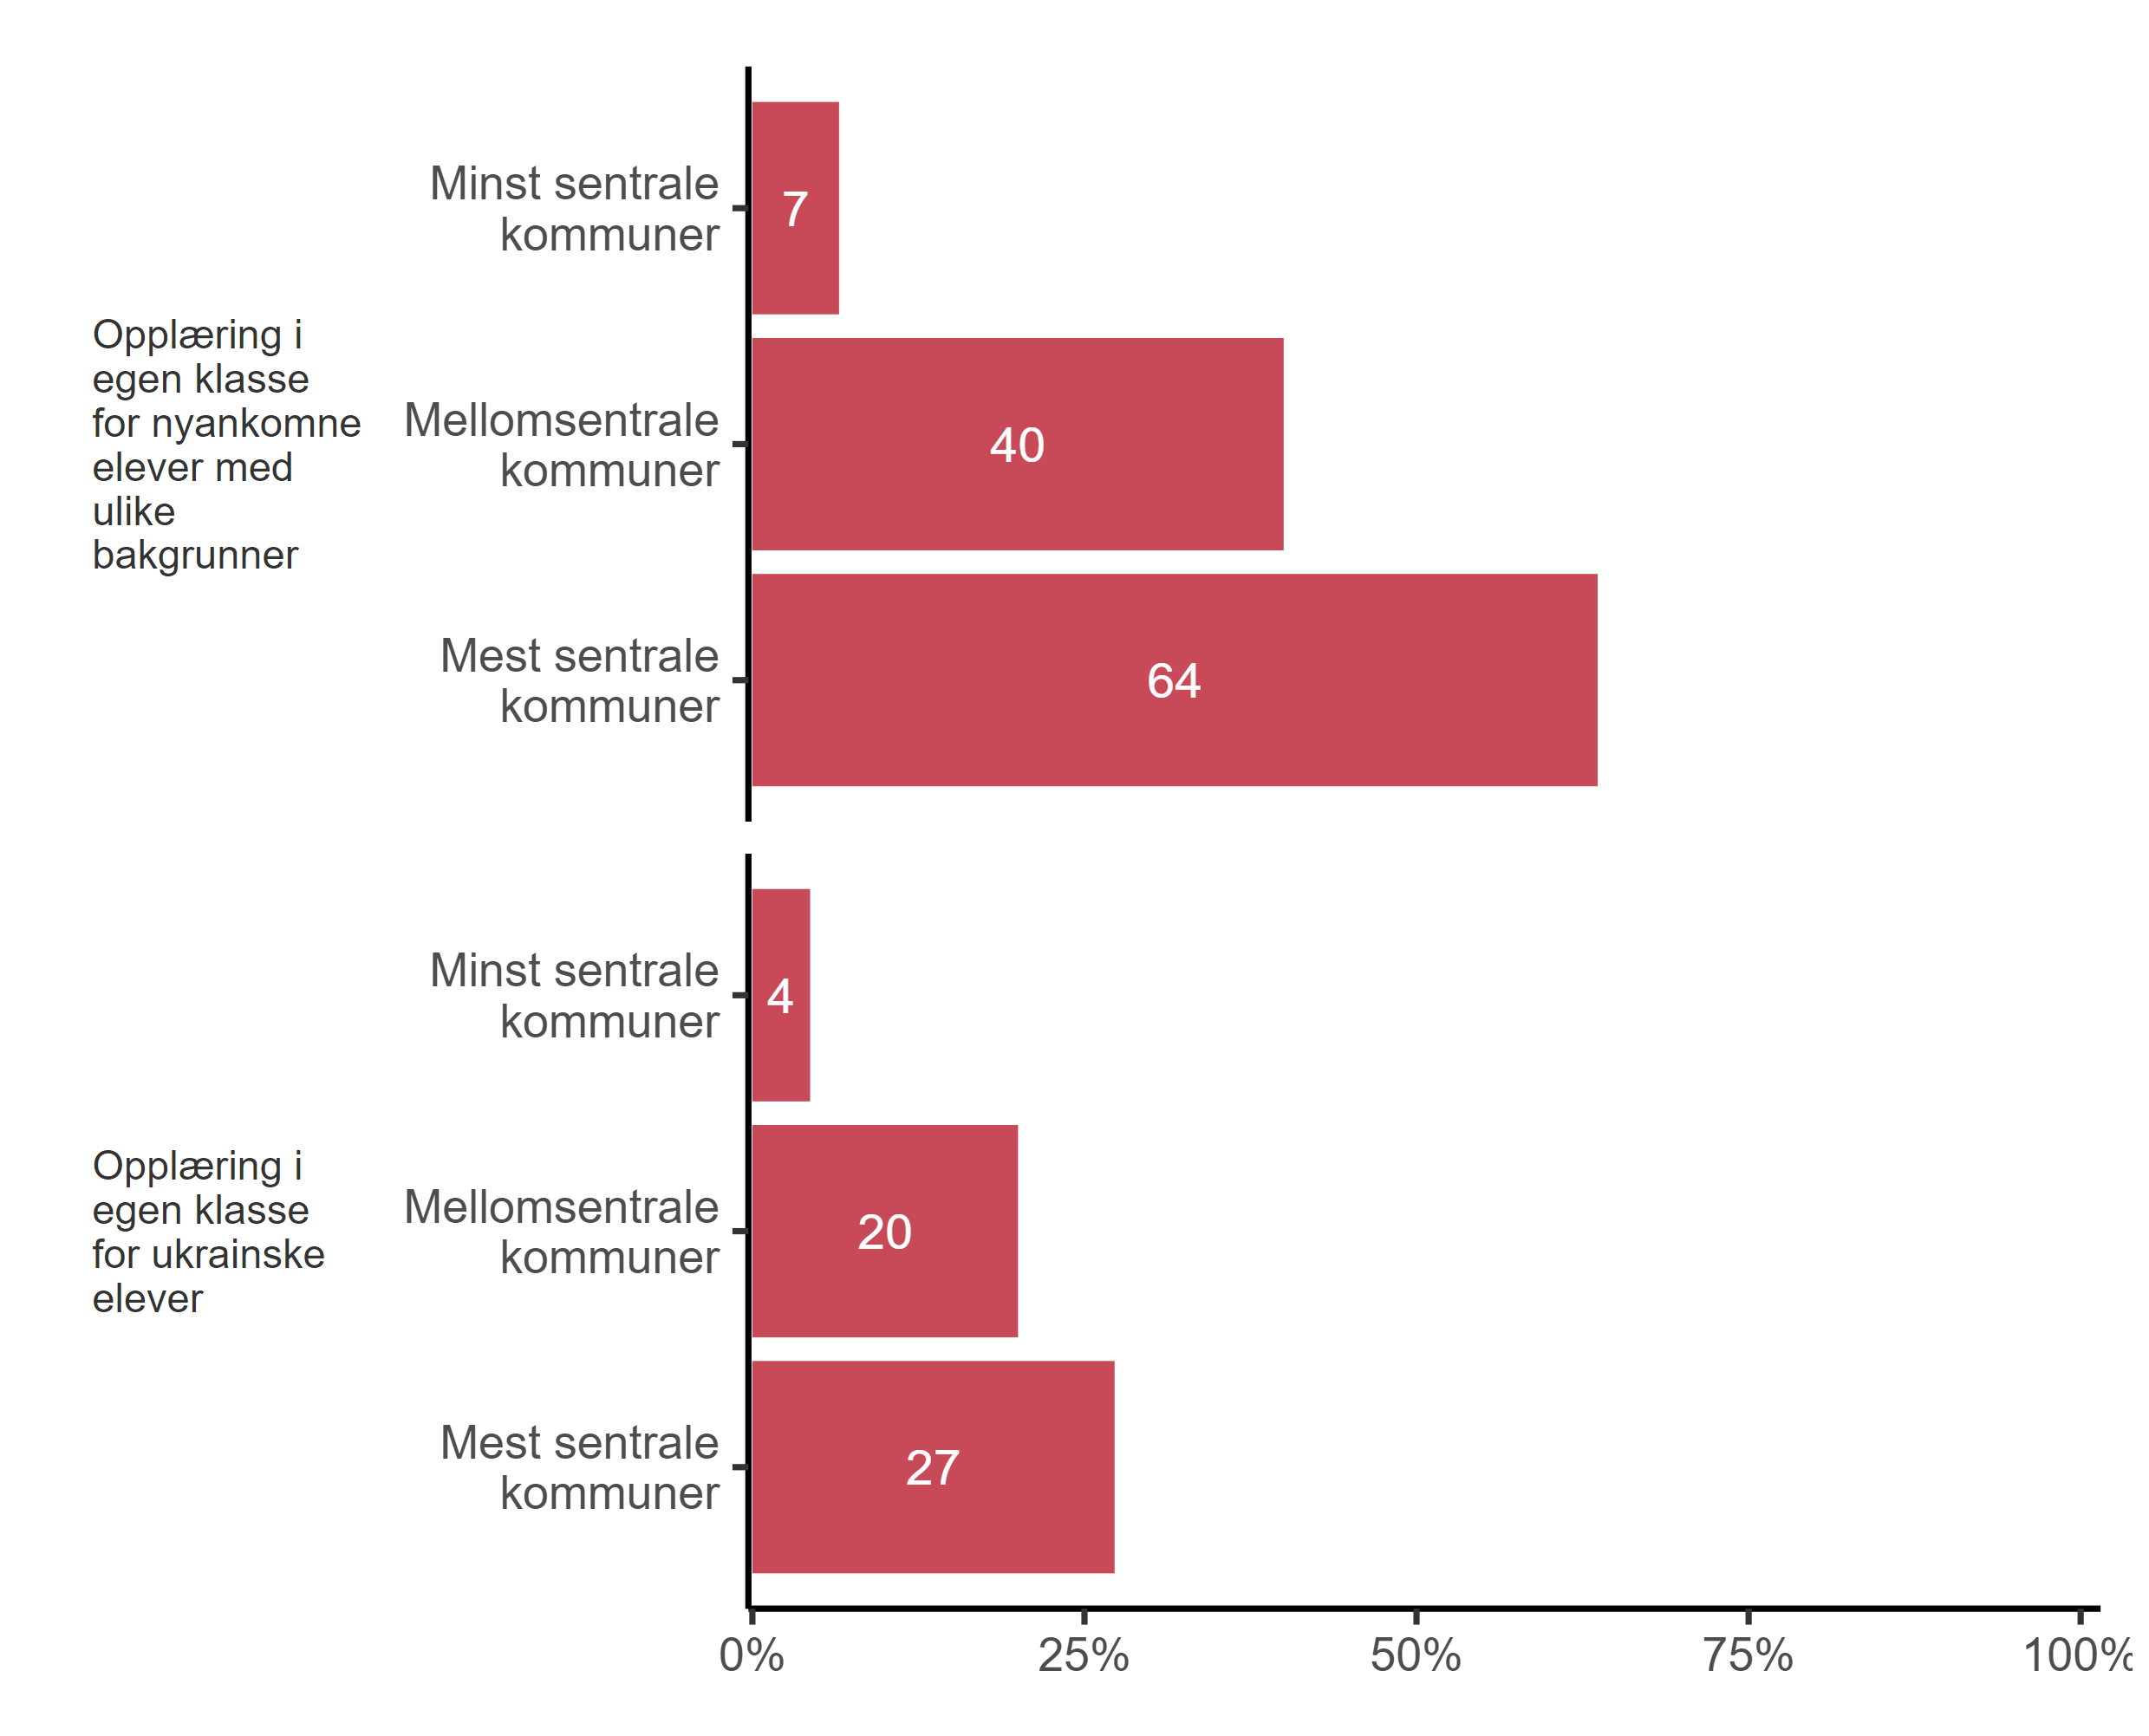 Opplæring i
egen klasse
for nyankomne
elever med
ulike
bakgrunner
Minst sentrale
kommuner
7
Mellomsentrale
kommuner
40
Mest sentrale
kommuner
64
Opplæring i
egen klasse
for ukrainske
elever
Minst sentrale
kommuner
4
Mellomsentrale
kommuner
20
Mest sentrale
kommuner
27
0% 25% 50% 75% 100%